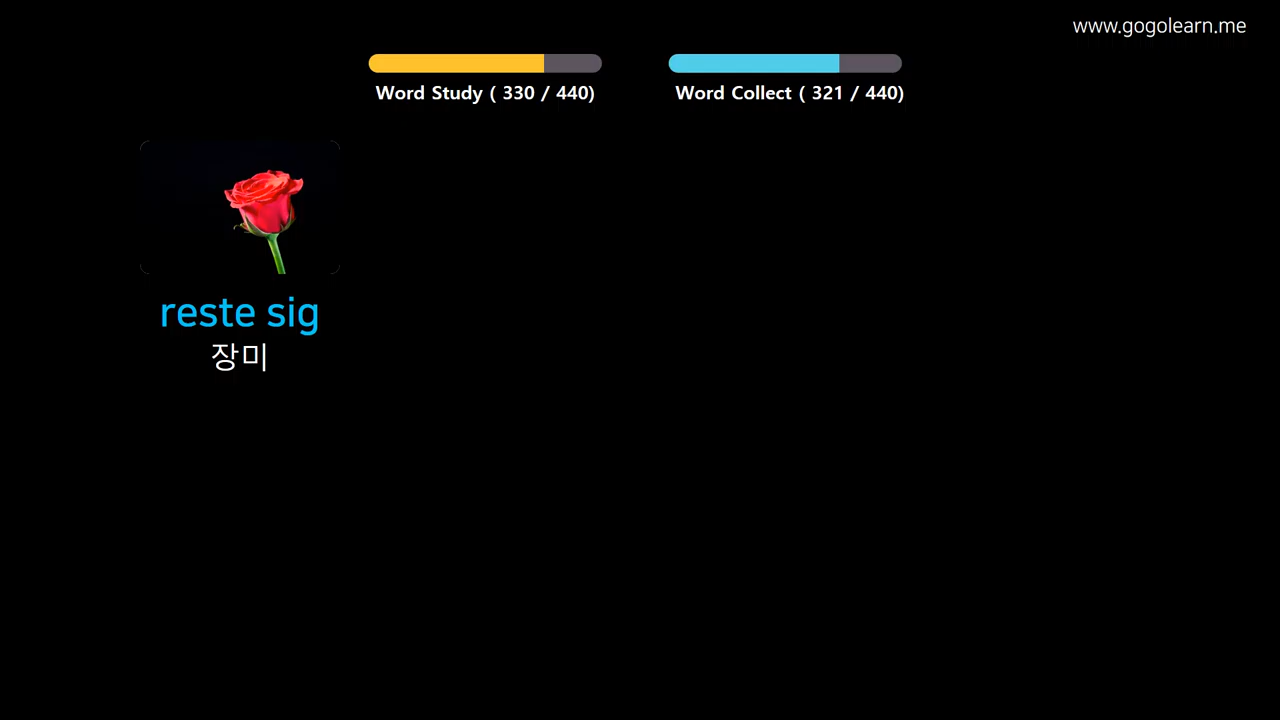 www.gogolearn.me
Word Study ( 330 / 440)
Word Collect ( 321 / 440)
reste sig
장미